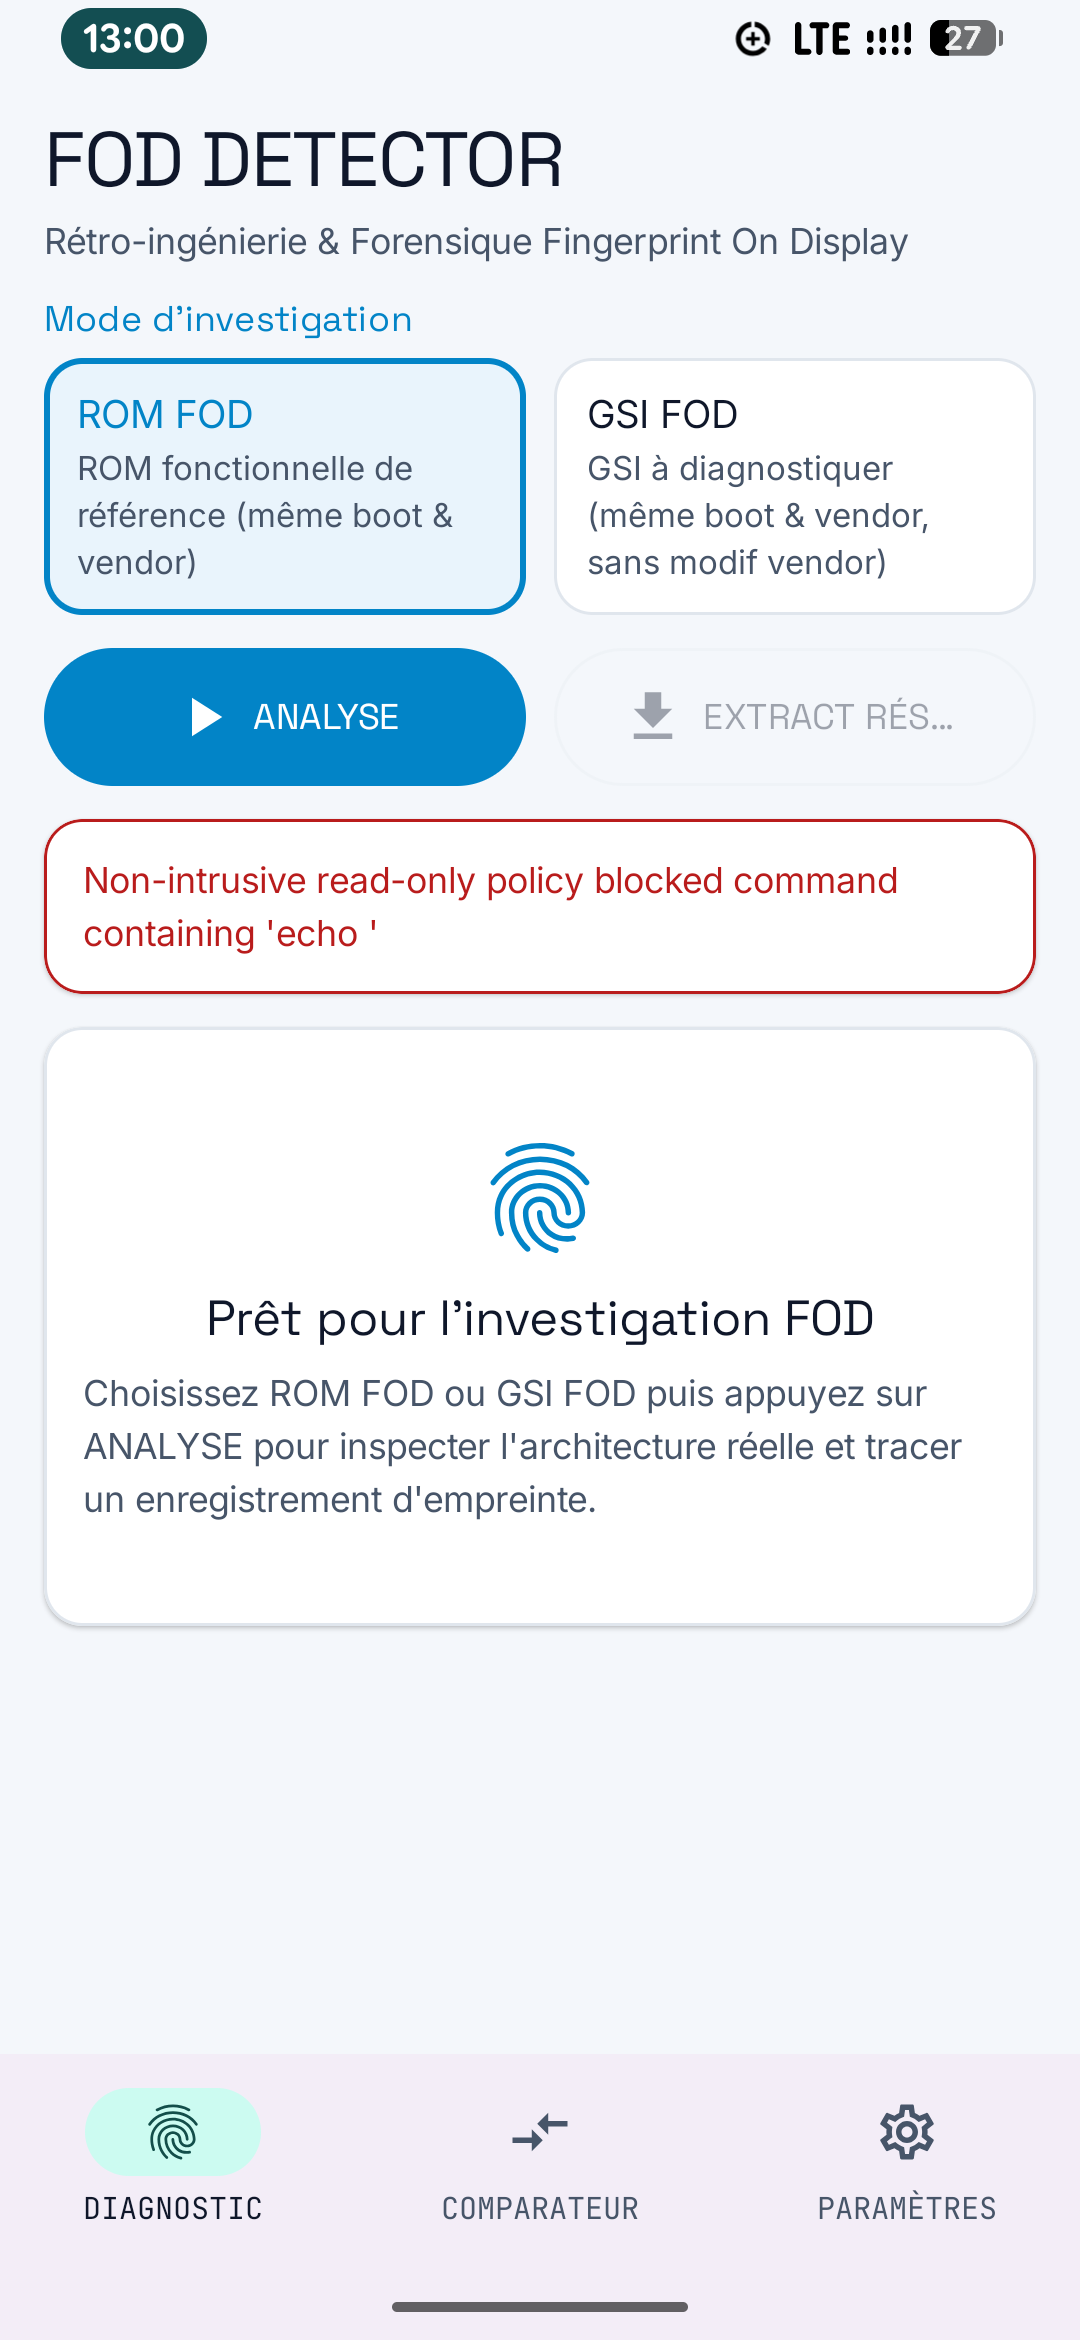 13:00
LTE
27
FOD DETECTOR
Rétro-ingénierie & Forensique Fingerprint On Display
Mode d'investigation
ROM FOD
ROM fonctionnelle de
référence (même boot &
vendor)
GSI FOD
GSI à diagnostiquer
(même boot & vendor,
sans modif vendor)
ANALYSE
EXTRACT RÉS...
Non-intrusive read-only policy blocked command
containing 'echo '
Prêt pour l'investigation FOD
Choisissez ROM FOD ou GSI FOD puis appuyez sur
ANALYSE pour inspecter l'architecture réelle et tracer
un enregistrement d'empreinte.
DIAGNOSTIC
COMPARATEUR
PARAMÈTRES